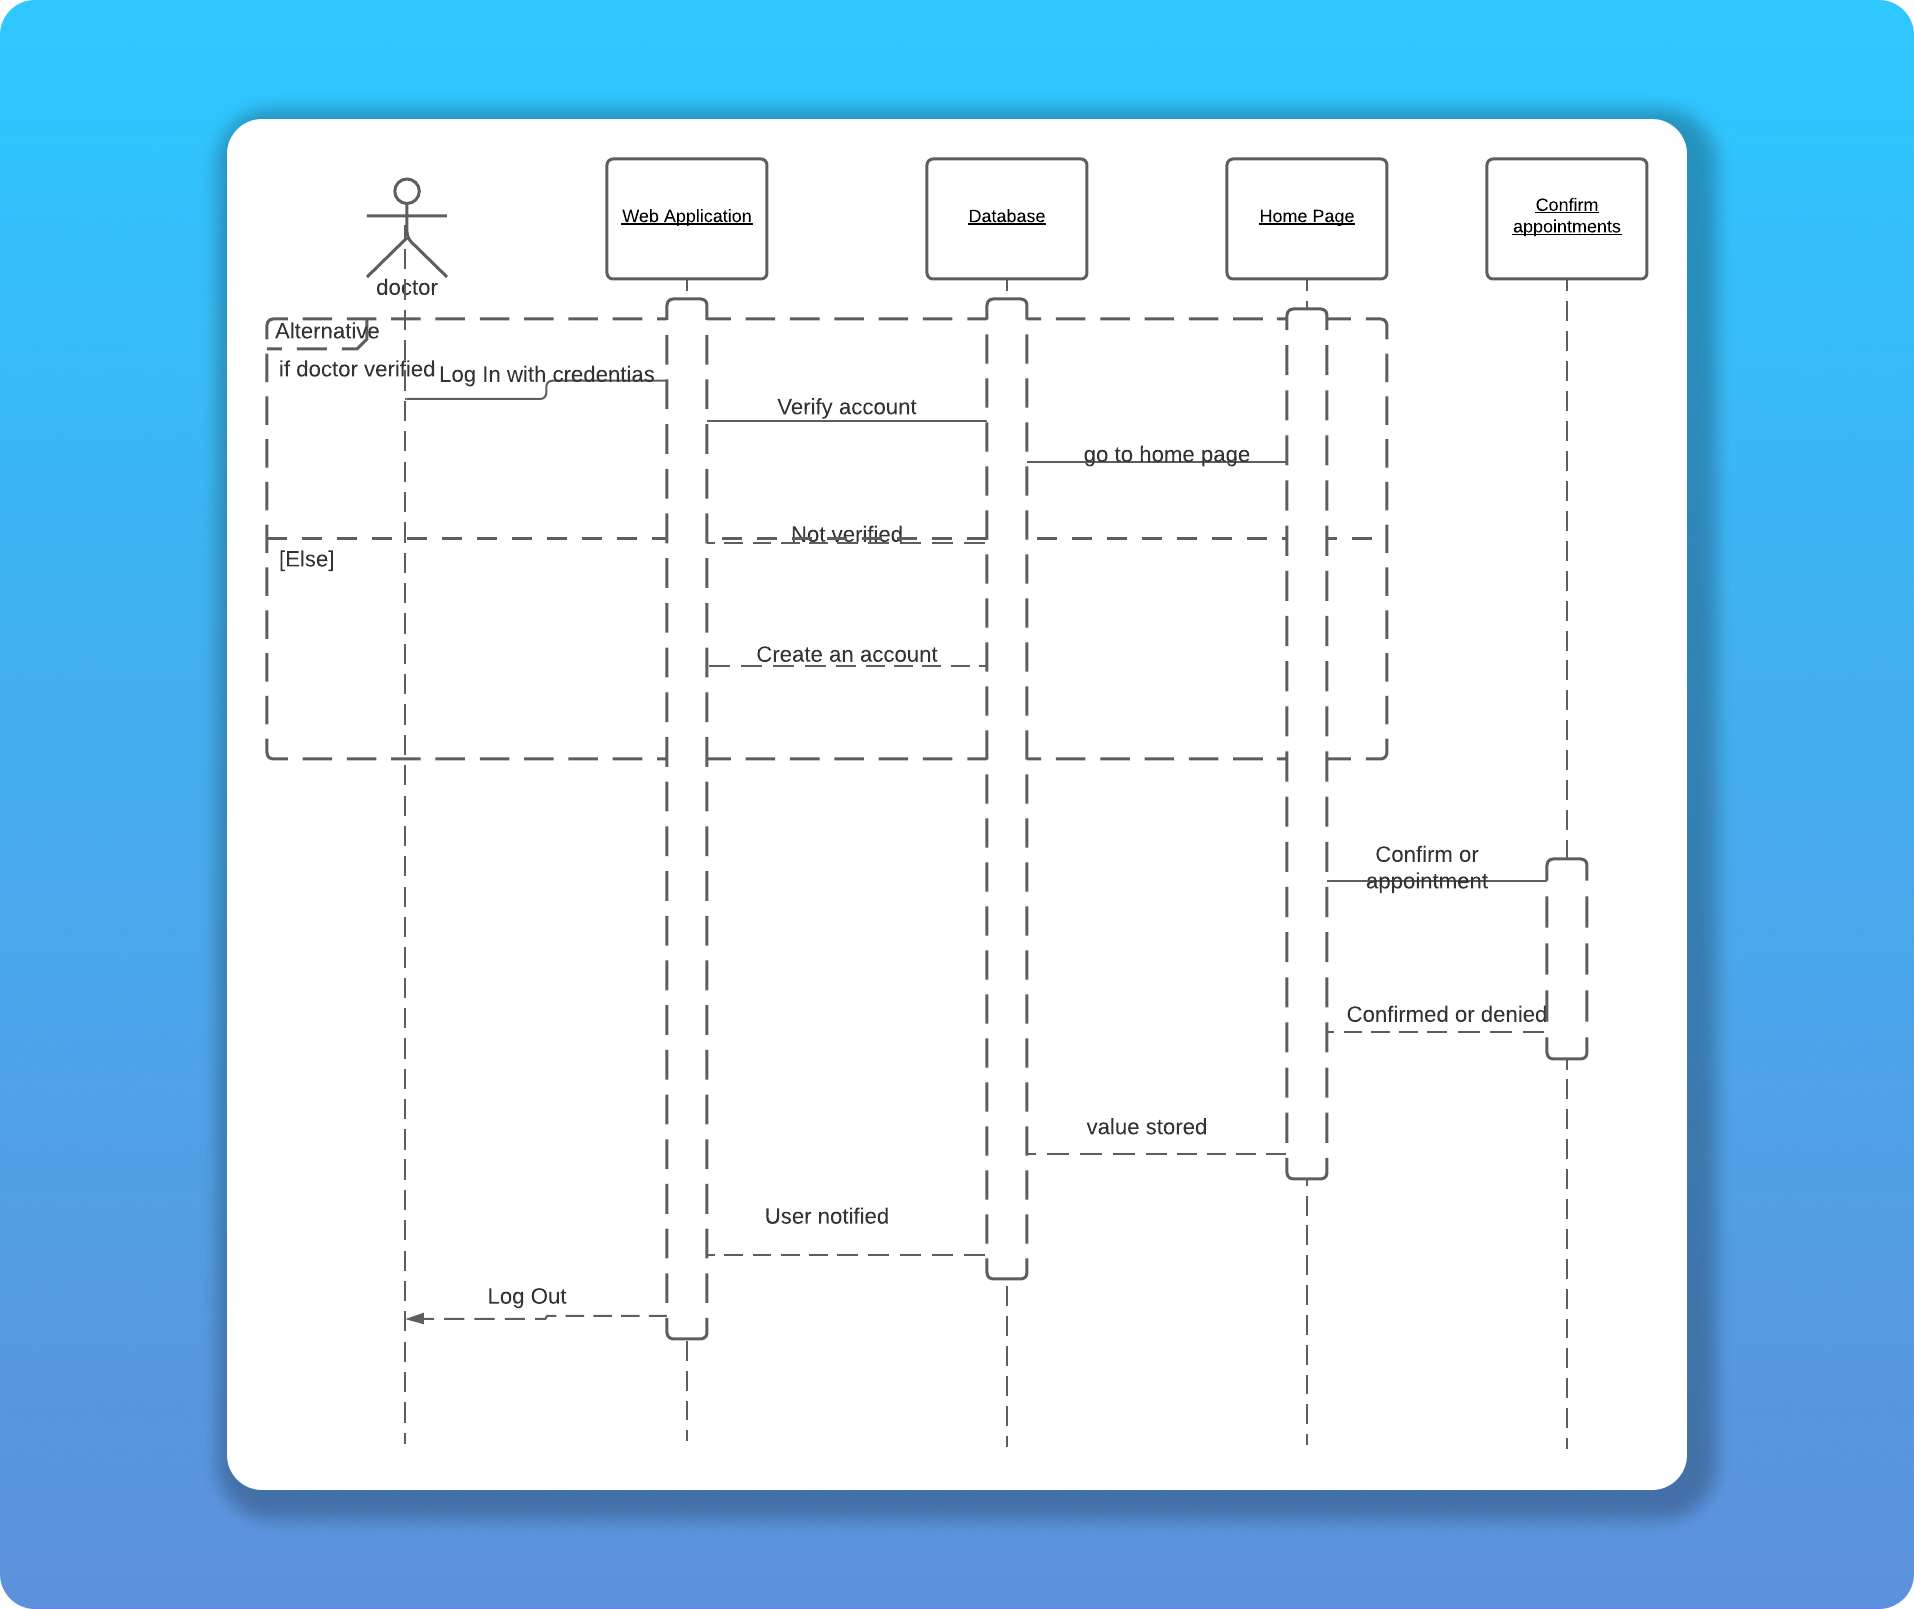 Web Application
Database
Home Page
Confirm
appointments
doctor
Alternative
if doctor verified
Log In with credentias
Verify account
go to home page
Not verified
[Else]
Create an account
Confirm or
appointment
Confirmed or denied
value stored
User notified
Log Out